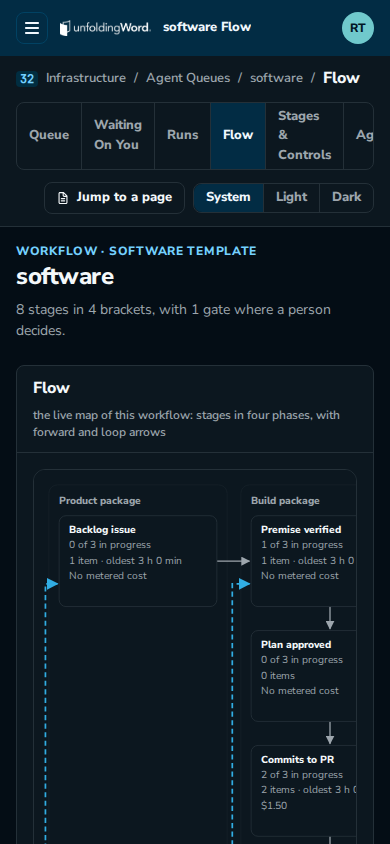 unfoldingWord. software Flow RT
32 Infrastructure / Agent Queues / software / Flow
Queue
Waiting
On You
Runs
Flow
Stages
&
Controls
Ag
Jump to a page System Light Dark
WORKFLOW · SOFTWARE TEMPLATE
software
8 stages in 4 brackets, with 1 gate where a person
decides.
Flow
the live map of this workflow: stages in four phases, with
forward and loop arrows
Product package
Backlog issue
0 of 3 in progress
1 item · oldest 3 h 0 min
No metered cost
Build package
Premise verified
1 of 3 in progress
1 item · oldest 3 h 0
No metered cost
Plan approved
0 of 3 in progress
0 items
No metered cost
Commits to PR
2 of 3 in progress
2 items · oldest 3 h
$1.50